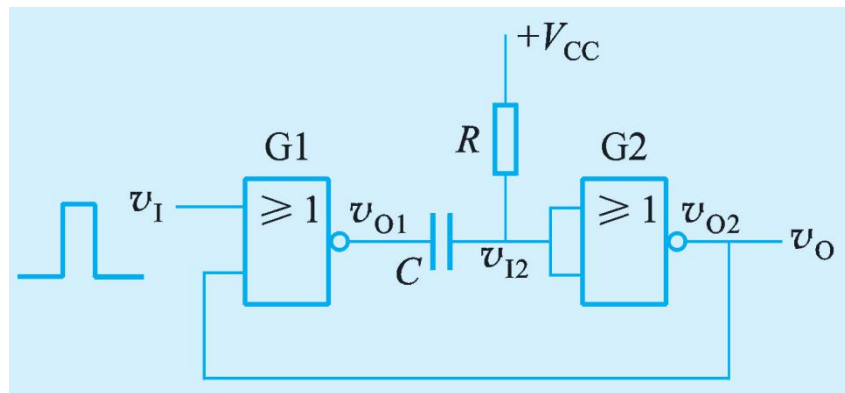 +V_CC
R
G1
G2
v_I
≥ 1
v_O1
C
v_I2
≥ 1
v_O2
v_O